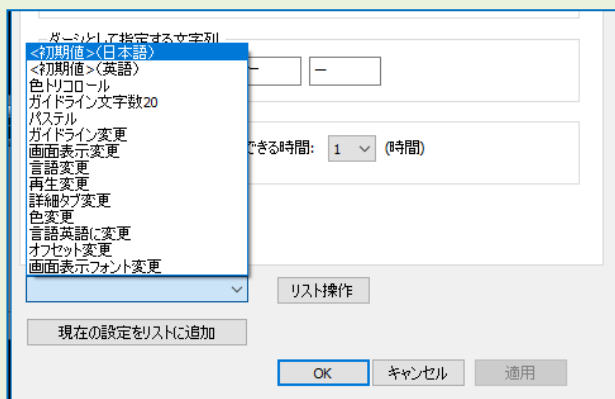 ダーシとして指定する文字列
<初期値>(日本語)
<初期値>(英語)
色トリコロール
ガイドライン文字数20
パステル
ガイドライン変更
画面表示変更
できる時間: 1 (時間)
言語変更
再生変更
詳細タブ変更
色変更
言語英語に変更
オフセット変更
画面表示フォント変更
リスト操作
現在の設定をリストに追加
OK キャンセル 適用